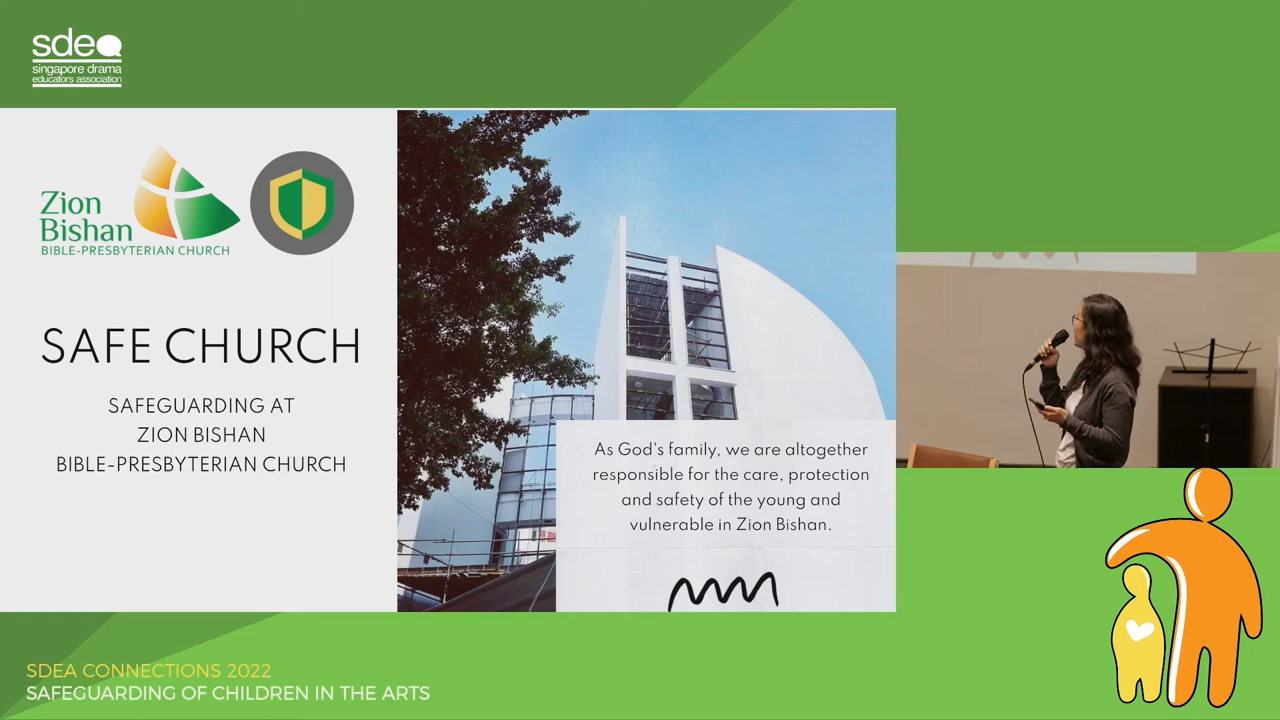 sdea
singapore drama
educators association
Zion
Bishan
BIBLE-PRESBYTERIAN CHURCH
SAFE CHURCH
SAFEGUARDING AT
ZION BISHAN
BIBLE-PRESBYTERIAN CHURCH
As God's family, we are altogether
responsible for the care, protection
and safety of the young and
vulnerable in Zion Bishan.
SDEA CONNECTIONS 2022
SAFEGUARDING OF CHILDREN IN THE ARTS